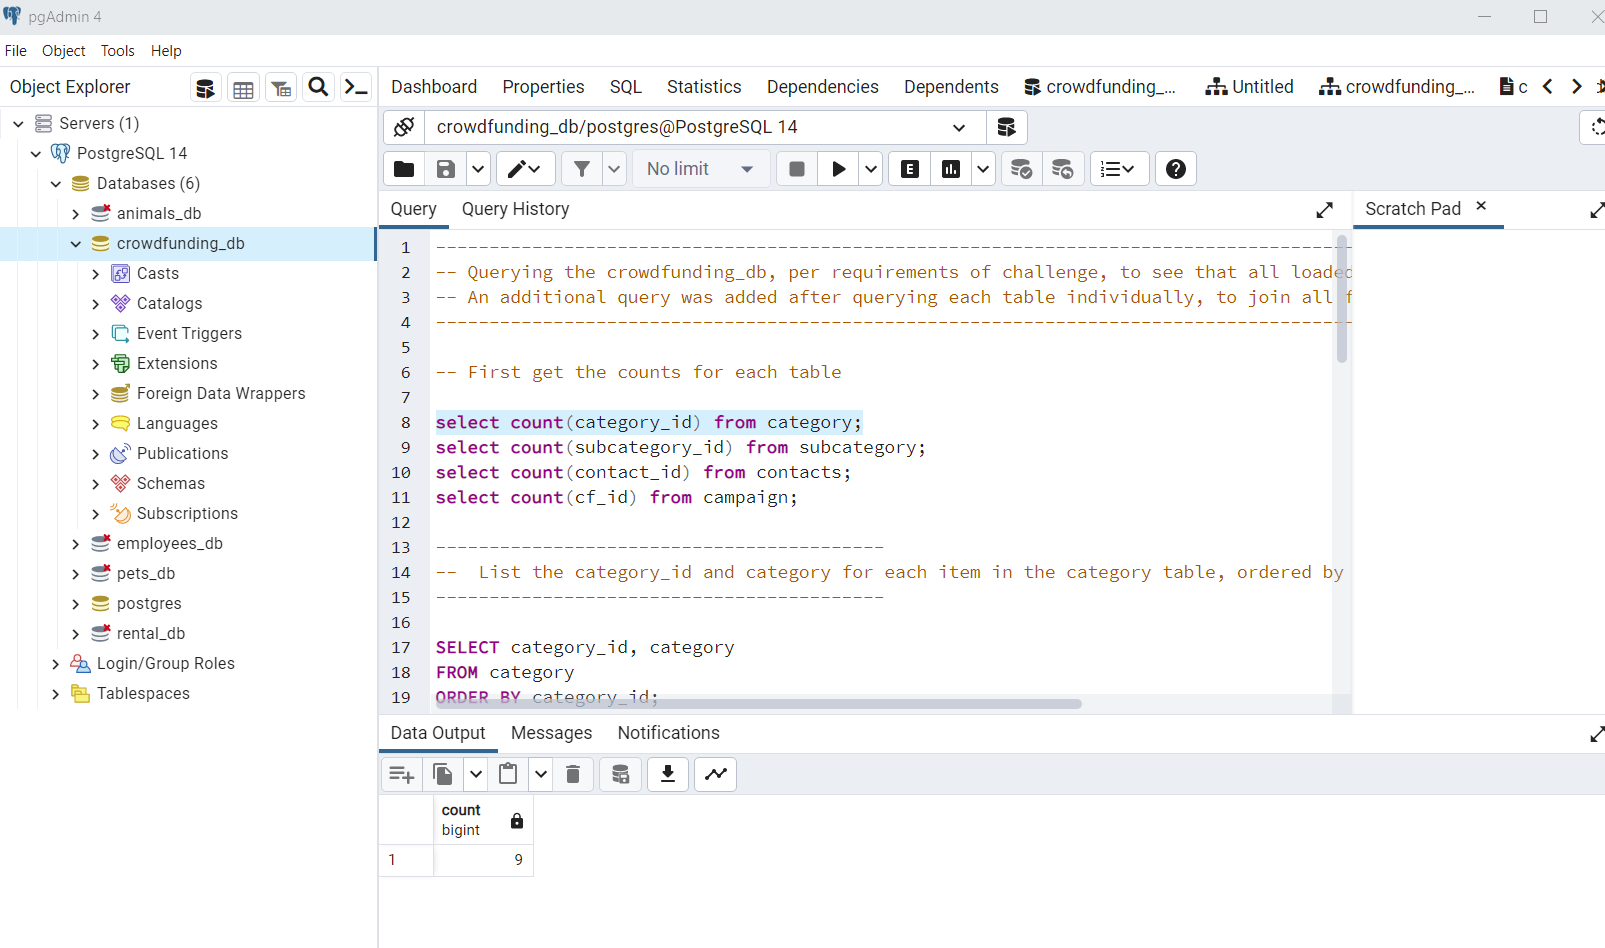 pgAdmin 4
File Object Tools Help
Object Explorer
Dashboard Properties SQL Statistics Dependencies Dependents crowdfunding_... Untitled crowdfunding_... c
Servers (1)
PostgreSQL 14
Databases (6)
animals_db
crowdfunding_db
Casts
Catalogs
Event Triggers
Extensions
Foreign Data Wrappers
Languages
Publications
Schemas
Subscriptions
employees_db
pets_db
postgres
rental_db
Login/Group Roles
Tablespaces
crowdfunding_db/postgres@PostgreSQL 14
No limit
E
Query Query History
Scratch Pad
1 --------------------------------------------------------------------------------------
2 -- Querying the crowdfunding_db, per requirements of challenge, to see that all loaded
3 -- An additional query was added after querying each table individually, to join all f
4 --------------------------------------------------------------------------------------
5
6 -- First get the counts for each table
7
8 select count(category_id) from category;
9 select count(subcategory_id) from subcategory;
10 select count(contact_id) from contacts;
11 select count(cf_id) from campaign;
12
13 ------------------------------------------
14 --  List the category_id and category for each item in the category table, ordered by
15 ------------------------------------------
16
17 SELECT category_id, category
18 FROM category
19 ORDER BY category_id;
Data Output Messages Notifications
count
bigint
1 9